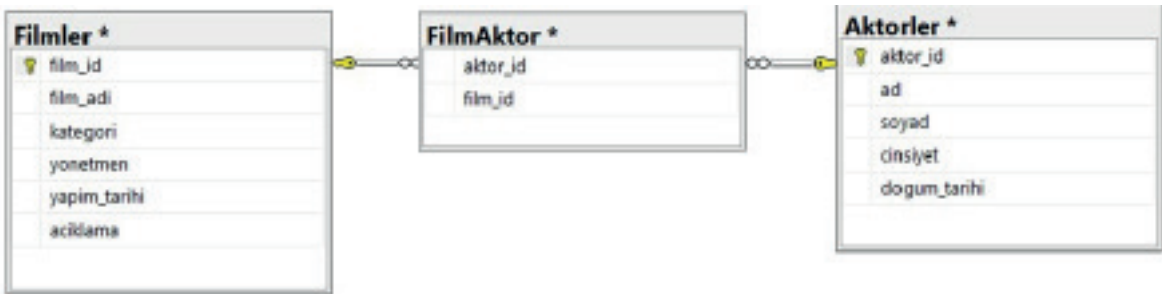 Filmler *
film_id
film_adi
kategori
yonetmen
yapim_tarihi
aciklama
FilmAktor *
aktor_id
film_id
Aktorler *
aktor_id
ad
soyad
cinsiyet
dogum_tarihi